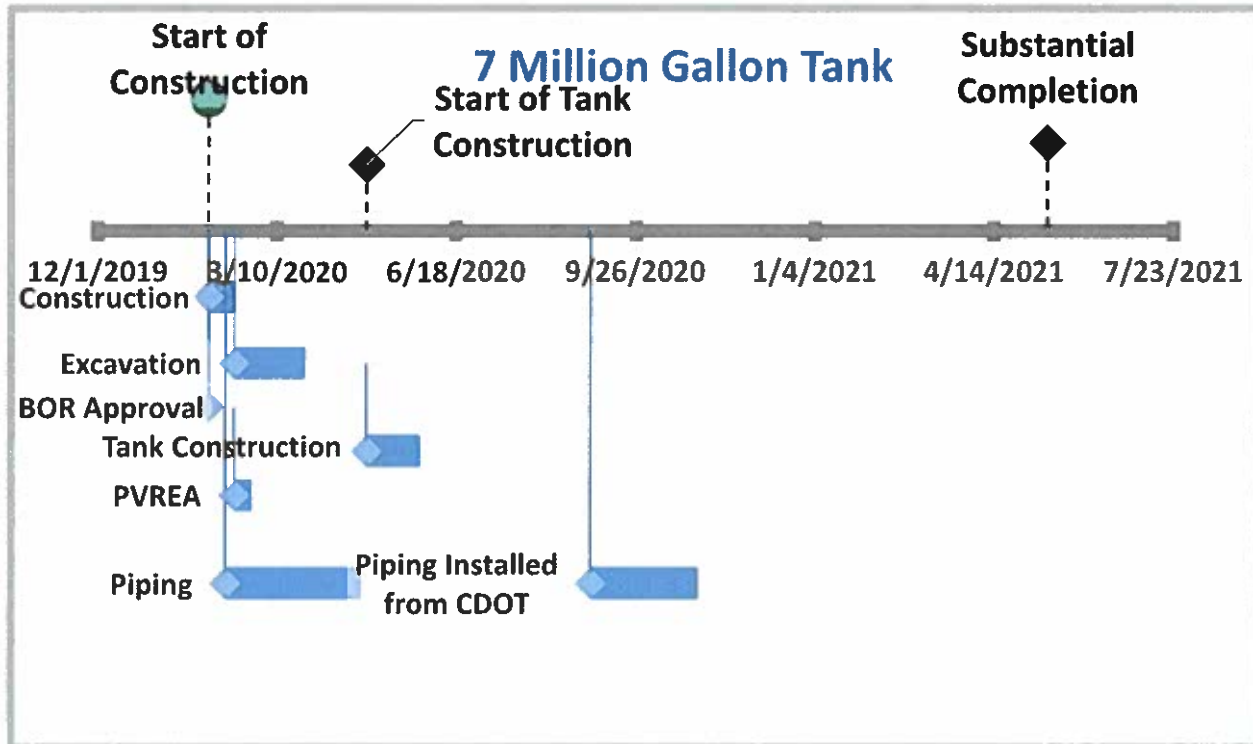 Start of
Construction
7 Million Gallon Tank
Start of Tank
Construction
Substantial
Completion
12/1/2019
3/10/2020
6/18/2020
9/26/2020
1/4/2021
4/14/2021
7/23/2021
Construction
Excavation
BOR Approval
Tank Construction
PVREA
Piping
Piping Installed
from CDOT